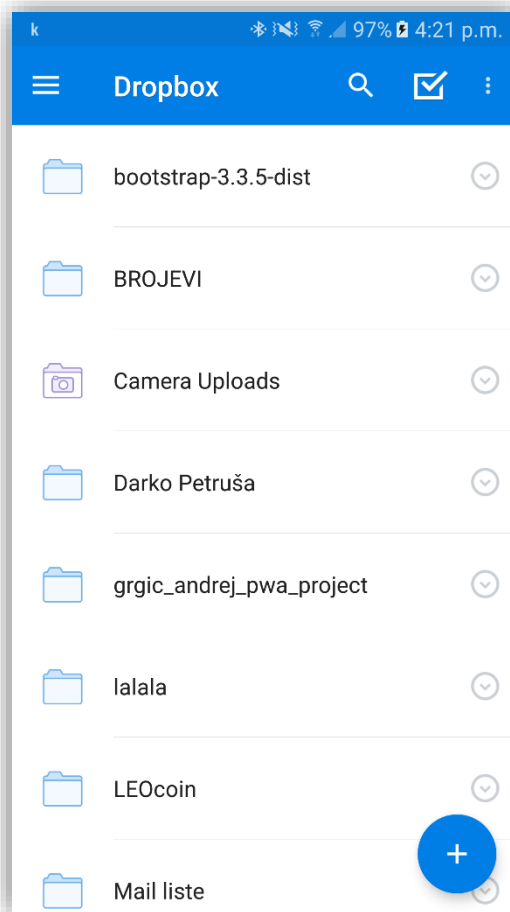 k 97% 4:21 p.m.
Dropbox
bootstrap-3.3.5-dist
BROJEVI
Camera Uploads
Darko Petruša
grgic_andrej_pwa_project
lalala
LEOcoin
Mail liste